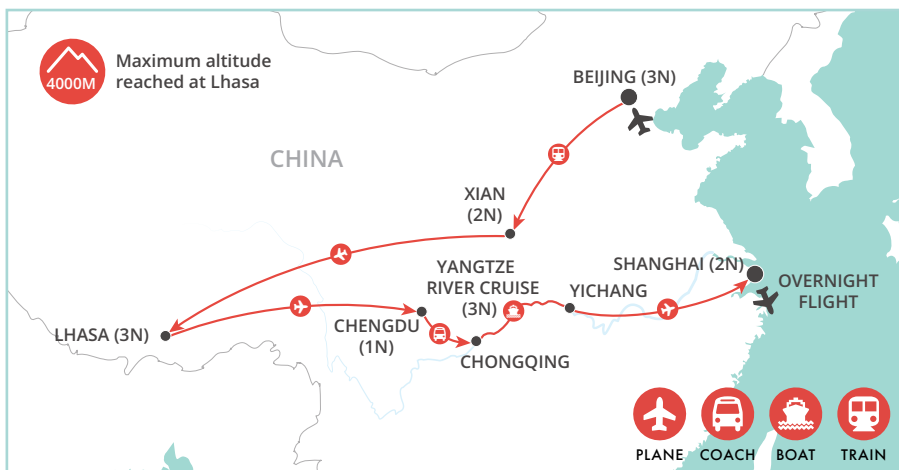 4000M
Maximum altitude
reached at Lhasa
BEIJING (3N)
CHINA
XIAN
(2N)
YANGTZE
RIVER CRUISE
(3N)
SHANGHAI (2N)
OVERNIGHT
FLIGHT
YICHANG
LHASA (3N)
CHENGDU
(1N)
CHONGQING
PLANE
COACH
BOAT
TRAIN